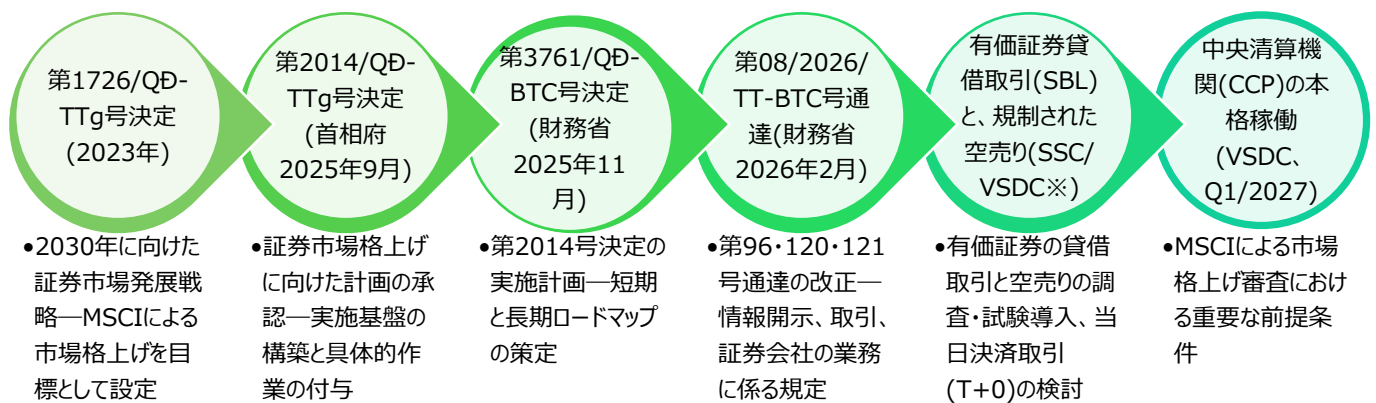 第1726/QĐ-
TTg号決定
(2023年)
•2030年に向けた
証券市場発展戦
略―MSCIによる
市場格上げを目
標として設定
第2014/QĐ-
TTg号決定
(首相府
2025年9月)
•証券市場格上げ
に向けた計画の承
認―実施基盤の
構築と具体的作
業の付与
第3761/QĐ-
BTC号決定
(財務省
2025年11
月)
•第2014号決定の
実施計画―短期
と長期ロードマップ
の策定
第08/2026/
TT-BTC号通
達(財務省
2026年2月)
•第96・120・121
号通達の改正―
情報開示、取引、
証券会社の業務
に係る規定
有価証券貸
借取引(SBL)
と、規制された
空売り(SSC/
VSDC※)
•有価証券の貸借
取引と空売りの調
査・試験導入、当
日決済取引
(T+0)の検討
中央清算機
関(CCP)の本
格稼働
(VSDC、
Q1/2027)
•MSCIによる市場
格上げ審査におけ
る重要な前提条
件